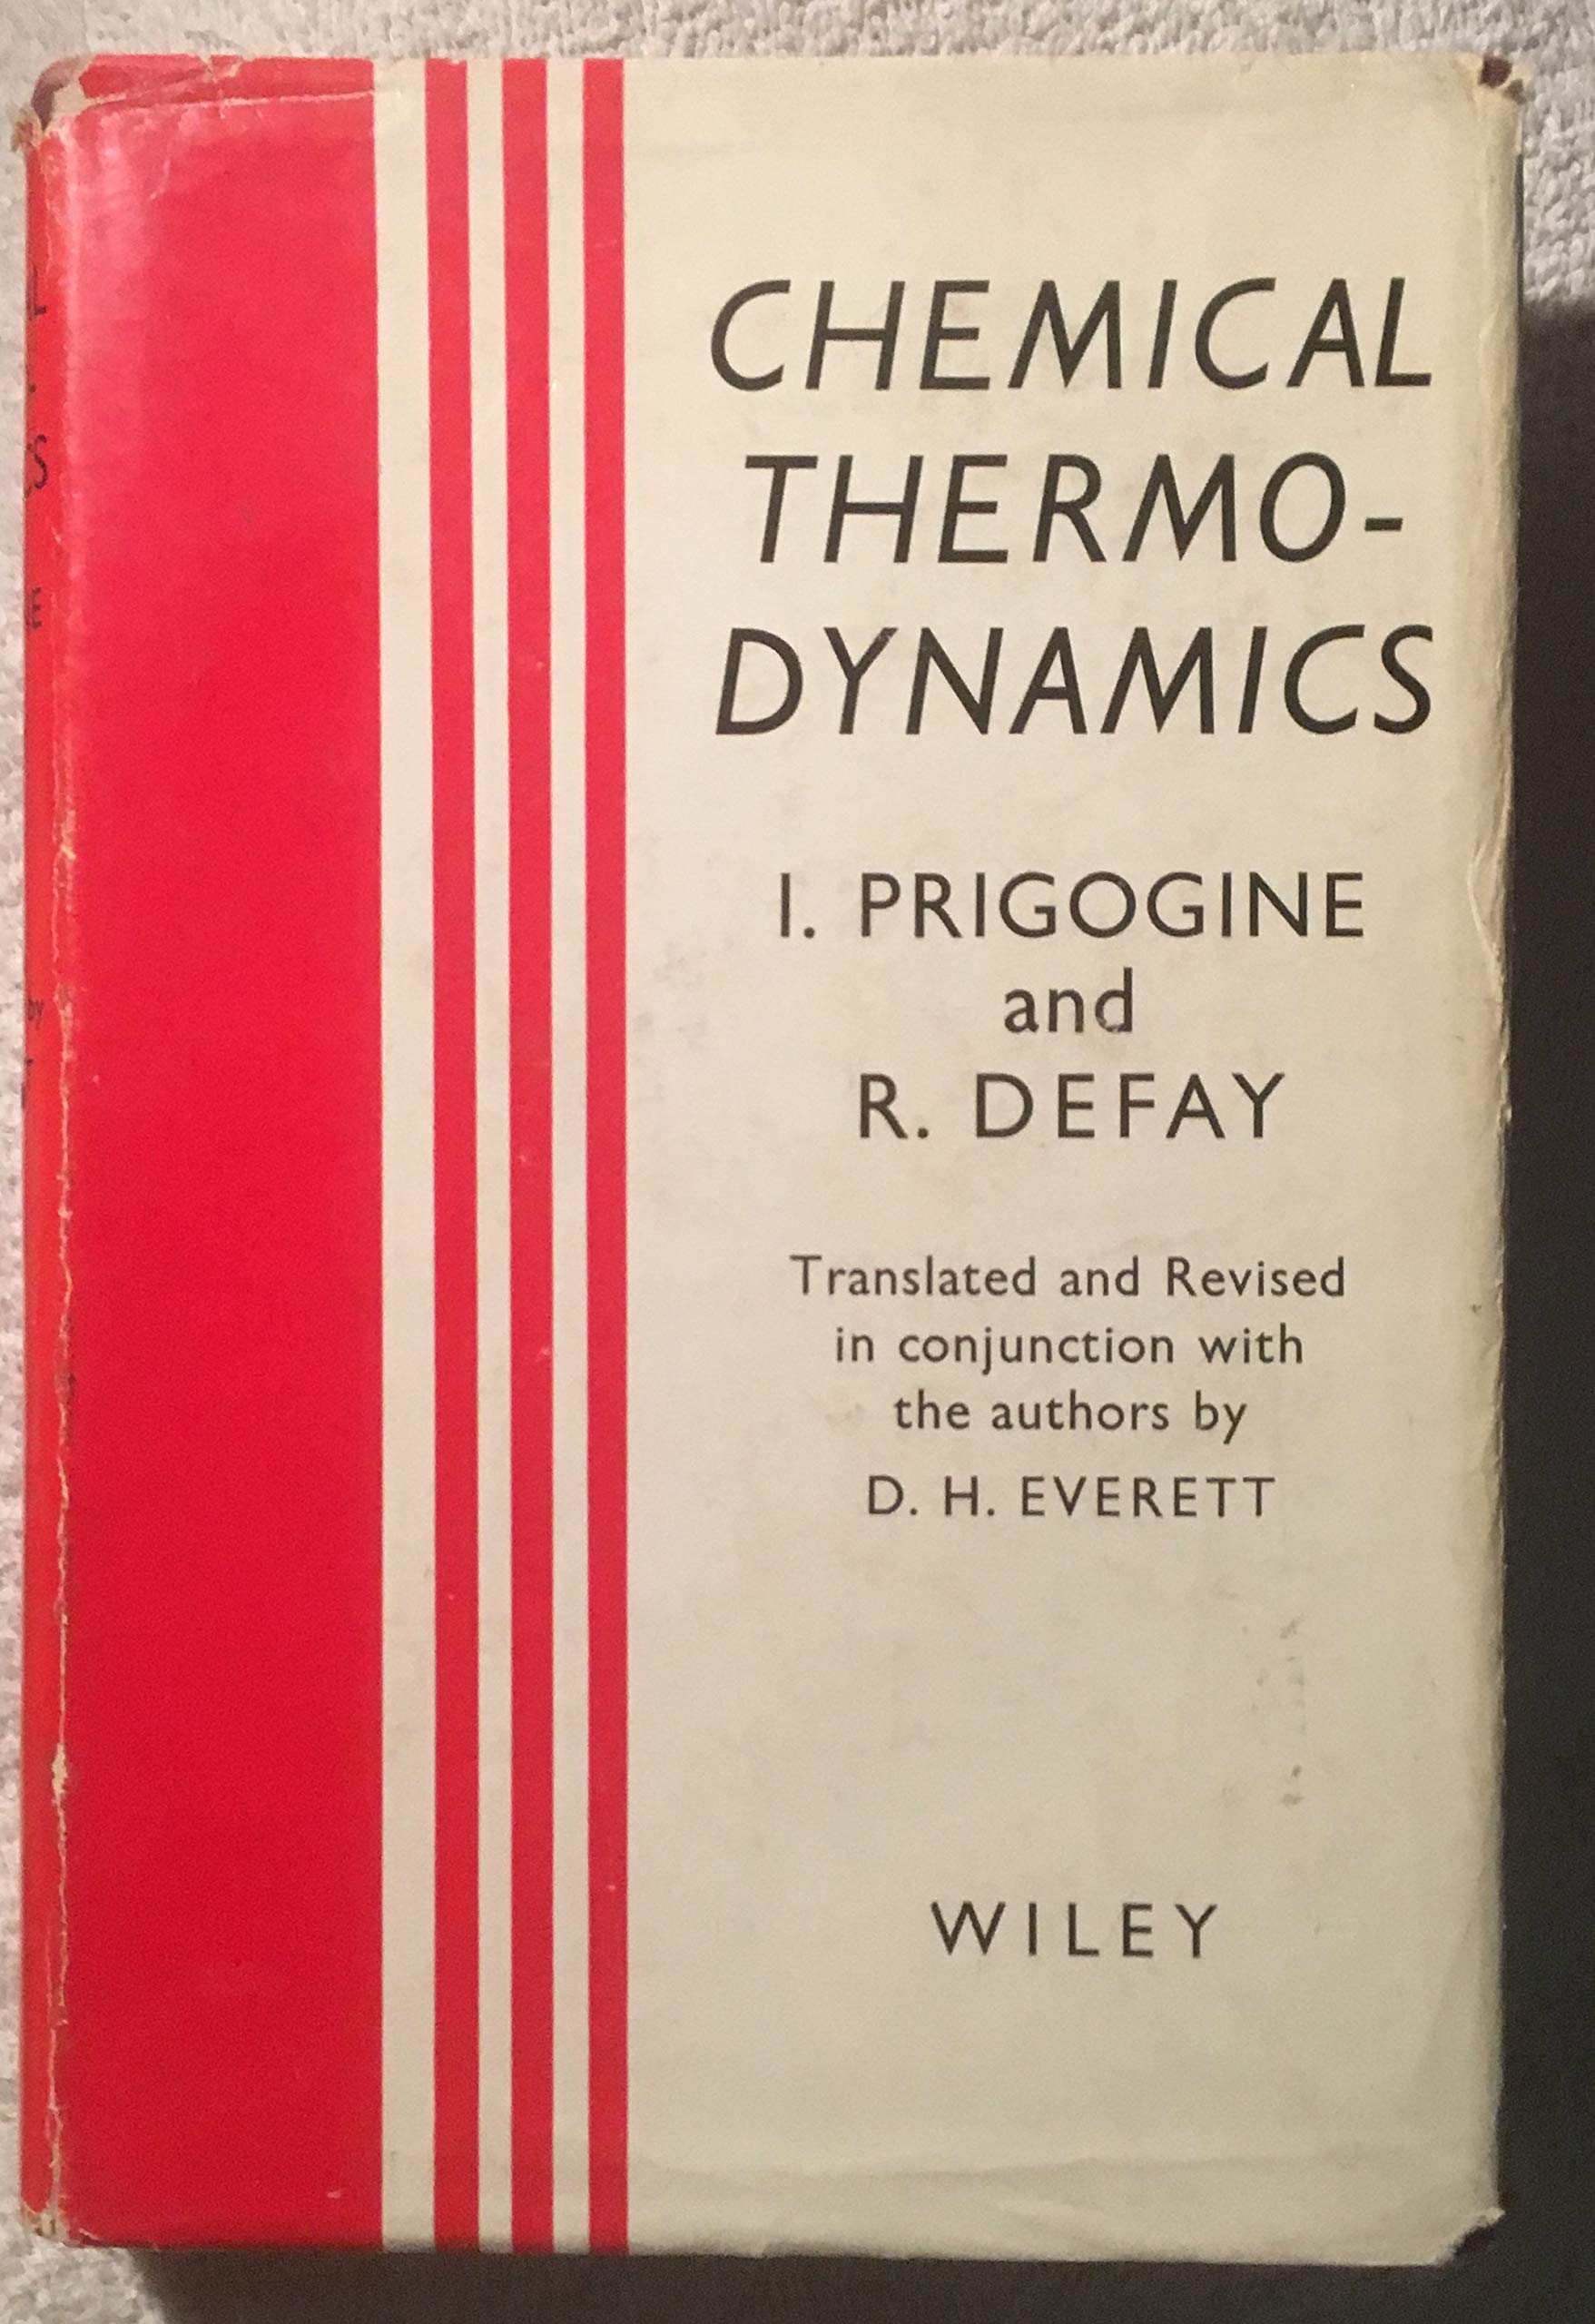 CHEMICAL
THERMO-
DYNAMICS
I. PRIGOGINE
and
R. DEFAY
Translated and Revised
in conjunction with
the authors by
D. H. EVERETT
WILEY